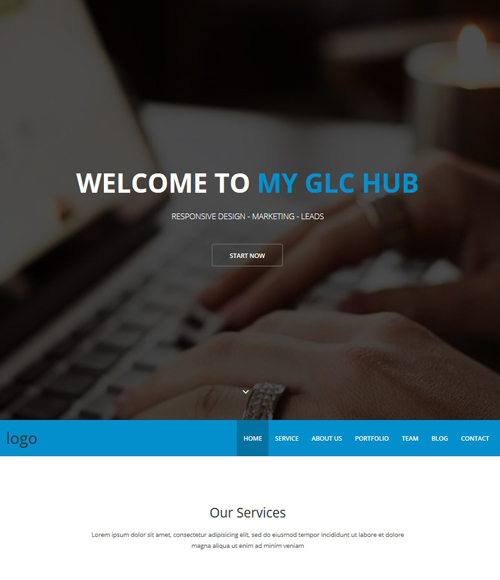 WELCOME TO MY GLC HUB
RESPONSIVE DESIGN - MARKETING - LEADS
START NOW
logo
HOME SERVICE ABOUT US PORTFOLIO TEAM BLOG CONTACT
Our Services
Lorem ipsum dolor sit amet, consectetur adipisicing elit, sed do eiusmod tempor incididunt ut labore et dolore
magna aliqua ut enim ad minim veniam